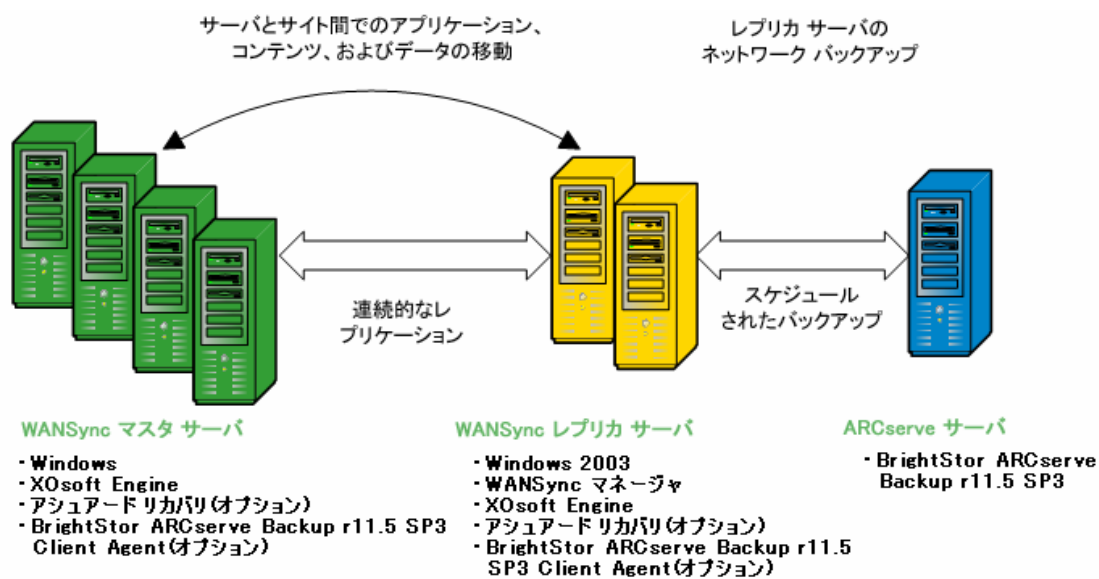 サーバとサイト間でのアプリケーション、
コンテンツ、およびデータの移動
レプリカ サーバの
ネットワーク バックアップ
連続的なレ
プリケーション
スケジュール
されたバックアップ
WANSync マスタ サーバ
・Windows
・XOsoft Engine
・アシュアード リカバリ(オプション)
・BrightStor ARCserve Backup r11.5 SP3
Client Agent(オプション)
WANSync レプリカ サーバ
・Windows 2003
・WANSync マネージャ
・XOsoft Engine
・アシュアード リカバリ(オプション)
・BrightStor ARCserve Backup r11.5
SP3 Client Agent(オプション)
ARCserve サーバ
・BrightStor ARCserve
Backup r11.5 SP3